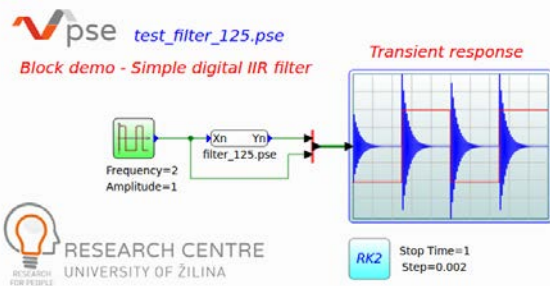 pse test_filter_125.pse
Block demo - Simple digital IIR filter
Transient response
Xn Yn
filter_125.pse
Frequency=2
Amplitude=1
RESEARCH CENTRE
UNIVERSITY OF ŽILINA
RESEARCH
FOR PEOPLE
RK2
Stop Time=1
Step=0.002